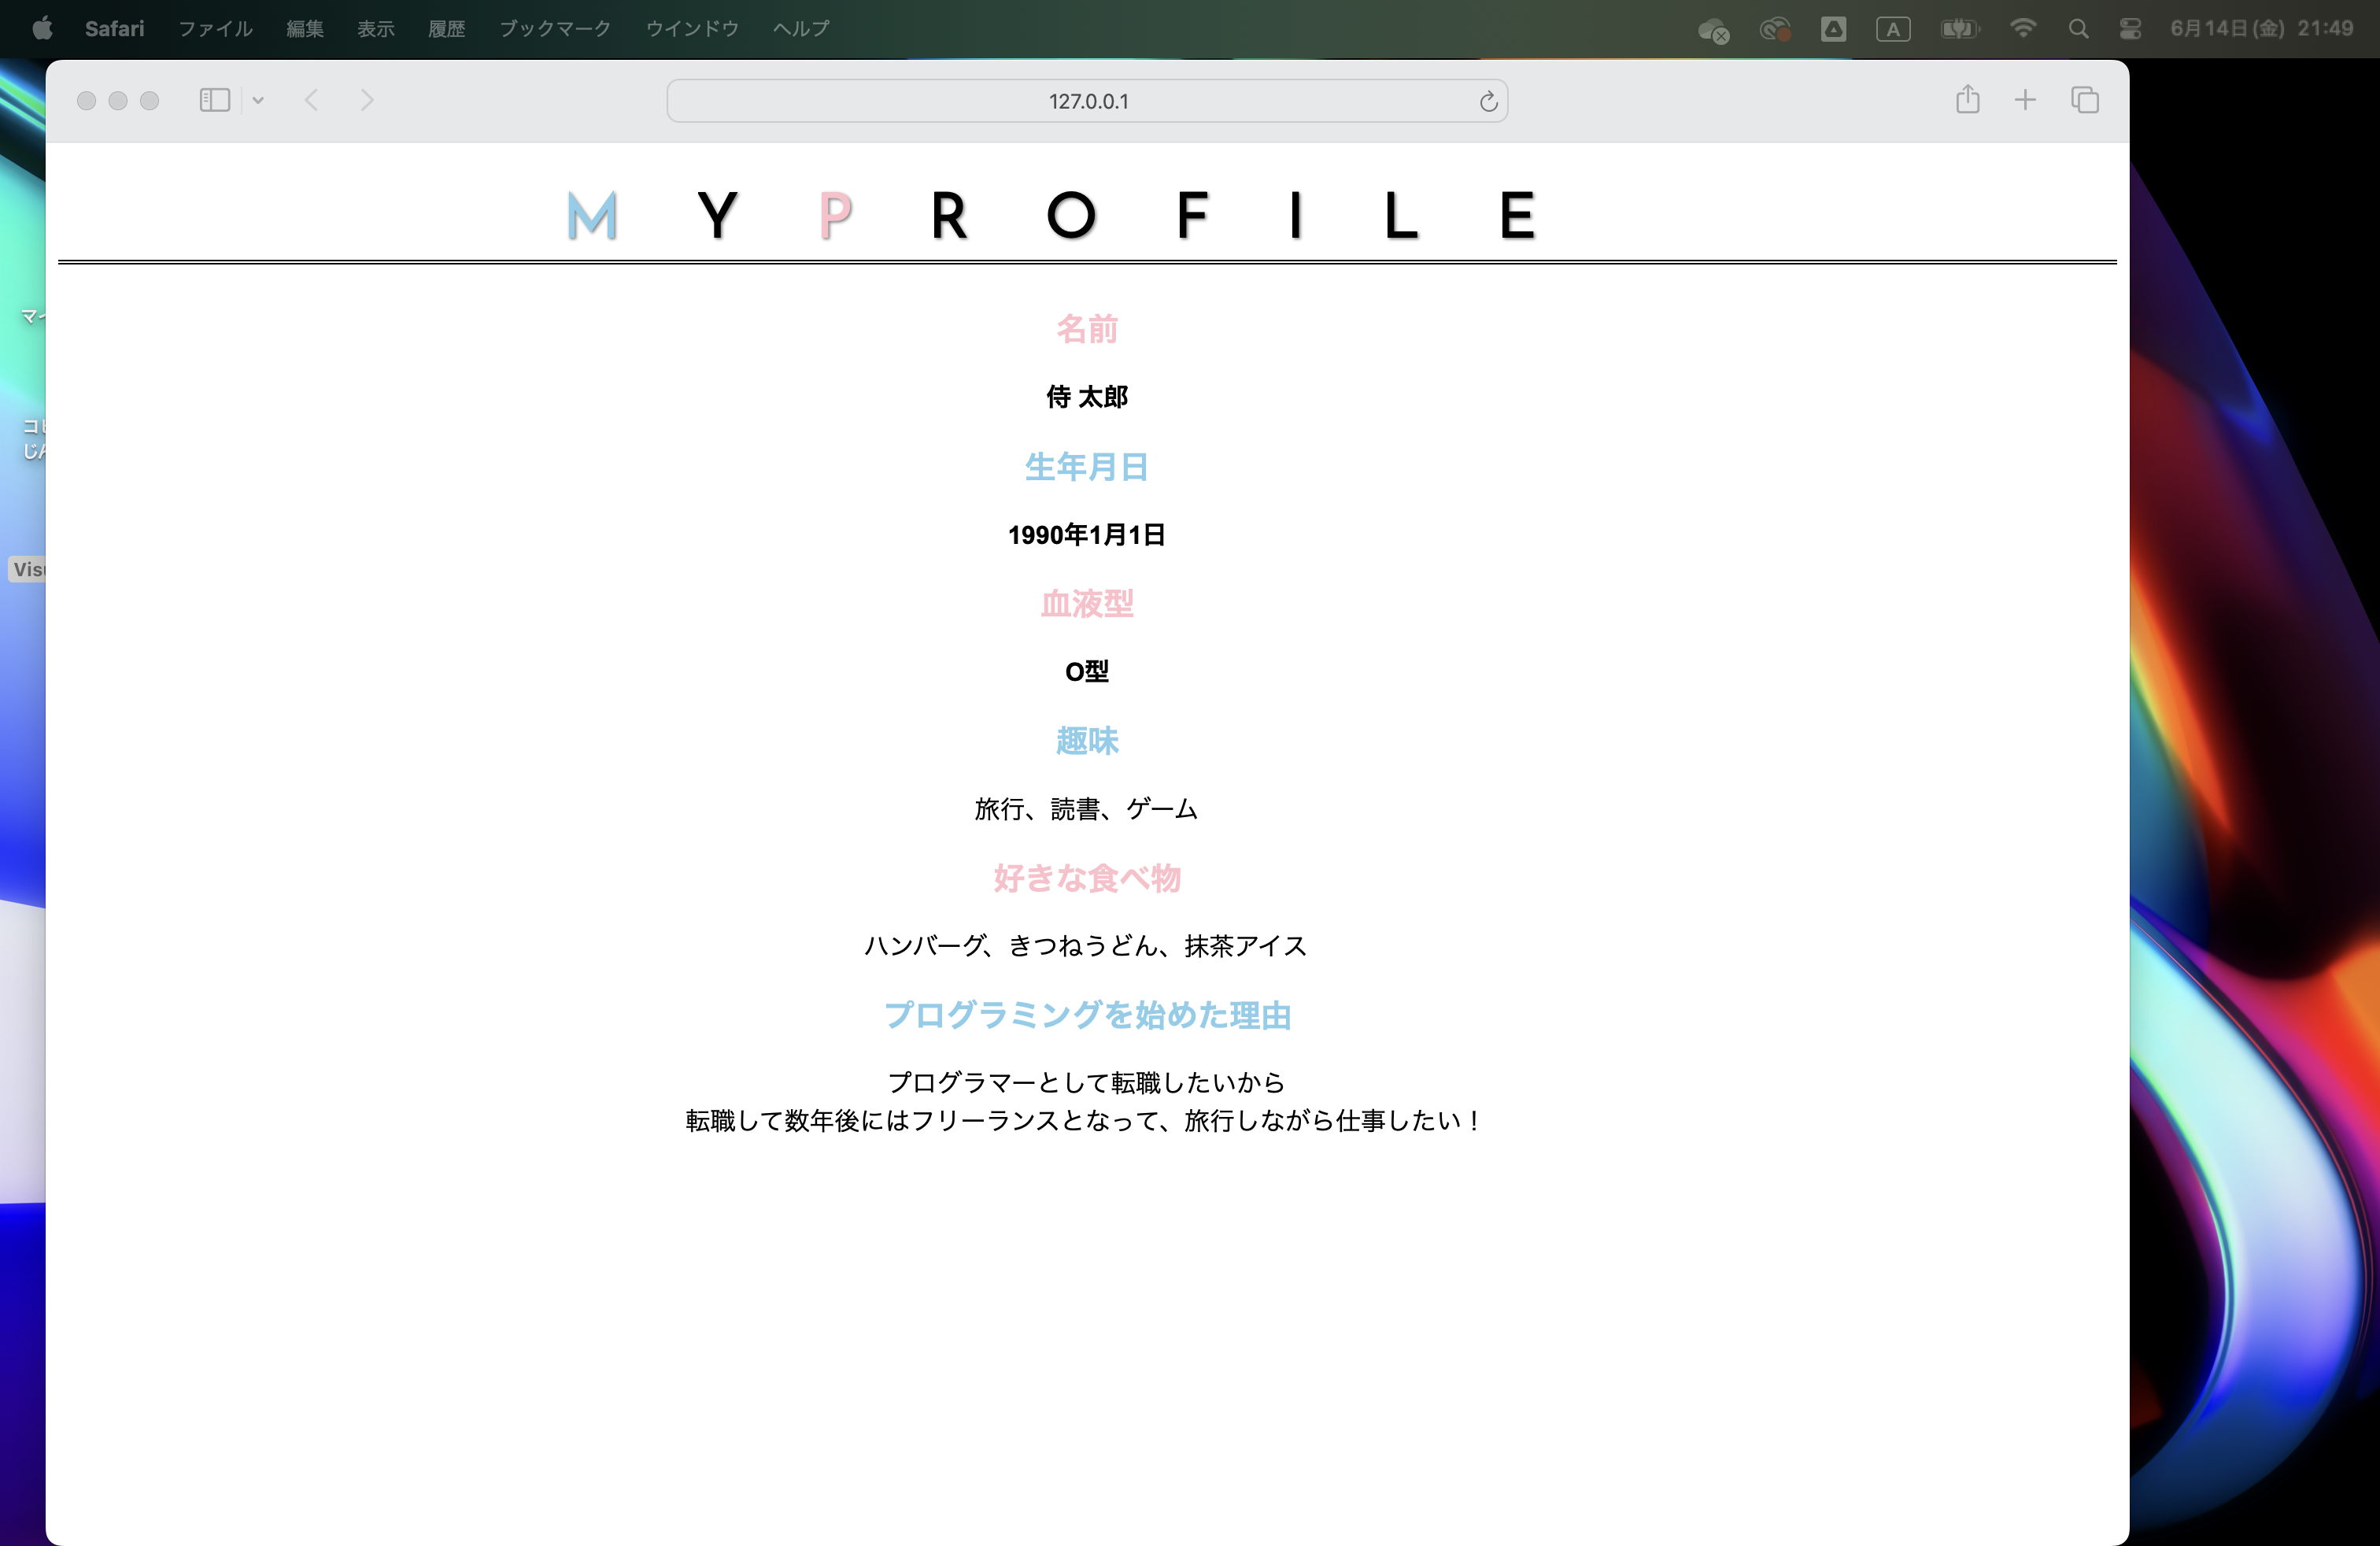 Safari ファイル 編集 表示 履歴 ブックマーク ウインドウ ヘルプ A 6月14日(金) 21:49
127.0.0.1
M Y P R O F I L E
名前
侍 太郎
生年月日
1990年1月1日
血液型
O型
趣味
旅行、読書、ゲーム
好きな食べ物
ハンバーグ、きつねうどん、抹茶アイス
プログラミングを始めた理由
プログラマーとして転職したいから
転職して数年後にはフリーランスとなって、旅行しながら仕事したい！